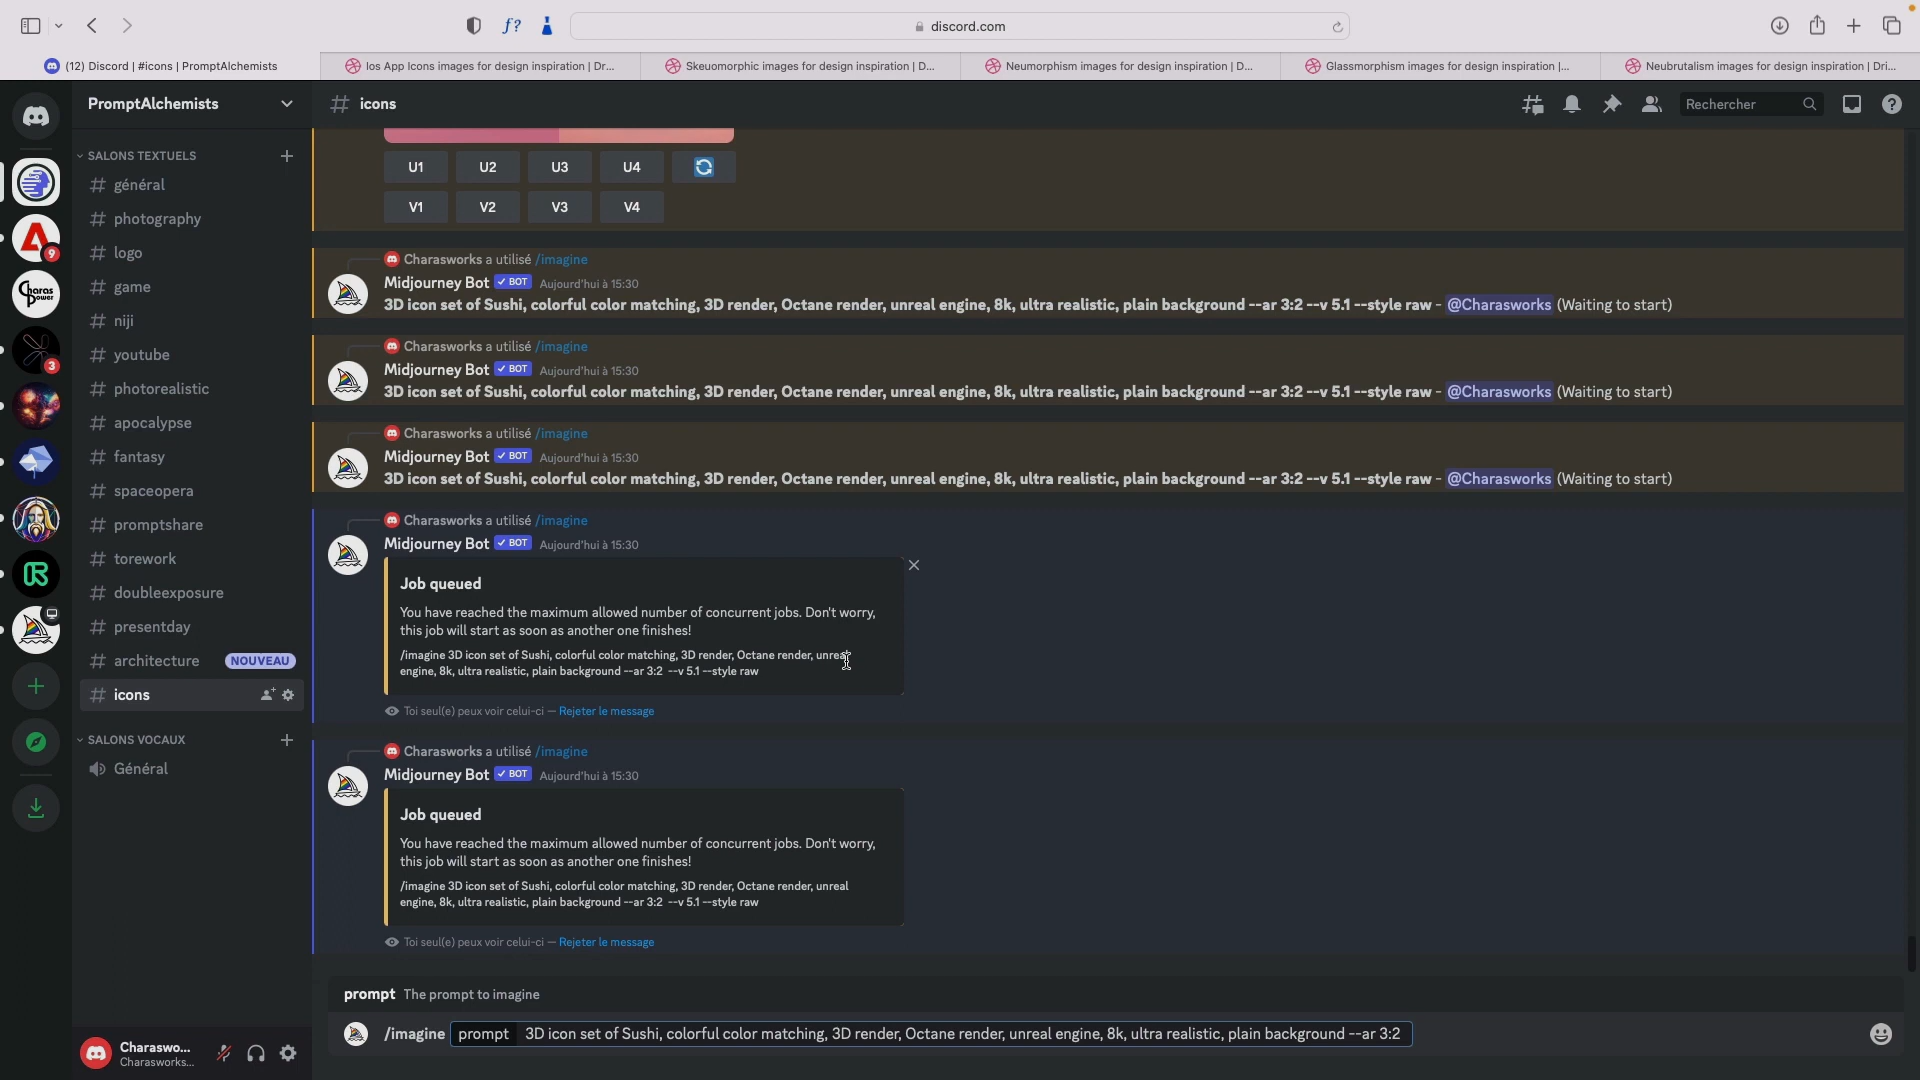 discord.com
(12) Discord | #icons | PromptAlchemists
Ios App Icons images for design inspiration | Dr...
Skeuomorphic images for design inspiration | D...
Neumorphism images for design inspiration | D...
Glassmorphism images for design inspiration |...
Neubrutalism images for design inspiration | Dri...
PromptAlchemists
icons
Rechercher
SALONS TEXTUELS
général
photography
logo
game
niji
youtube
photorealistic
apocalypse
fantasy
spaceopera
promptshare
torework
doubleexposure
presentday
architecture NOUVEAU
icons
SALONS VOCAUX
Général
9
Charas Power
3
Charaswo...
Charasworks...
U1 U2 U3 U4
V1 V2 V3 V4
Charasworks a utilisé /imagine
Midjourney Bot ✓ BOT Aujourd'hui à 15:30
3D icon set of Sushi, colorful color matching, 3D render, Octane render, unreal engine, 8k, ultra realistic, plain background --ar 3:2 --v 5.1 --style raw - @Charasworks (Waiting to start)
Charasworks a utilisé /imagine
Midjourney Bot ✓ BOT Aujourd'hui à 15:30
3D icon set of Sushi, colorful color matching, 3D render, Octane render, unreal engine, 8k, ultra realistic, plain background --ar 3:2 --v 5.1 --style raw - @Charasworks (Waiting to start)
Charasworks a utilisé /imagine
Midjourney Bot ✓ BOT Aujourd'hui à 15:30
3D icon set of Sushi, colorful color matching, 3D render, Octane render, unreal engine, 8k, ultra realistic, plain background --ar 3:2 --v 5.1 --style raw - @Charasworks (Waiting to start)
Charasworks a utilisé /imagine
Midjourney Bot ✓ BOT Aujourd'hui à 15:30
Job queued
You have reached the maximum allowed number of concurrent jobs. Don't worry,
this job will start as soon as another one finishes!
/imagine 3D icon set of Sushi, colorful color matching, 3D render, Octane render, unreal
engine, 8k, ultra realistic, plain background --ar 3:2 --v 5.1 --style raw
Toi seul(e) peux voir celui-ci — Rejeter le message
Charasworks a utilisé /imagine
Midjourney Bot ✓ BOT Aujourd'hui à 15:30
Job queued
You have reached the maximum allowed number of concurrent jobs. Don't worry,
this job will start as soon as another one finishes!
/imagine 3D icon set of Sushi, colorful color matching, 3D render, Octane render, unreal
engine, 8k, ultra realistic, plain background --ar 3:2 --v 5.1 --style raw
Toi seul(e) peux voir celui-ci — Rejeter le message
prompt The prompt to imagine
/imagine prompt 3D icon set of Sushi, colorful color matching, 3D render, Octane render, unreal engine, 8k, ultra realistic, plain background --ar 3:2